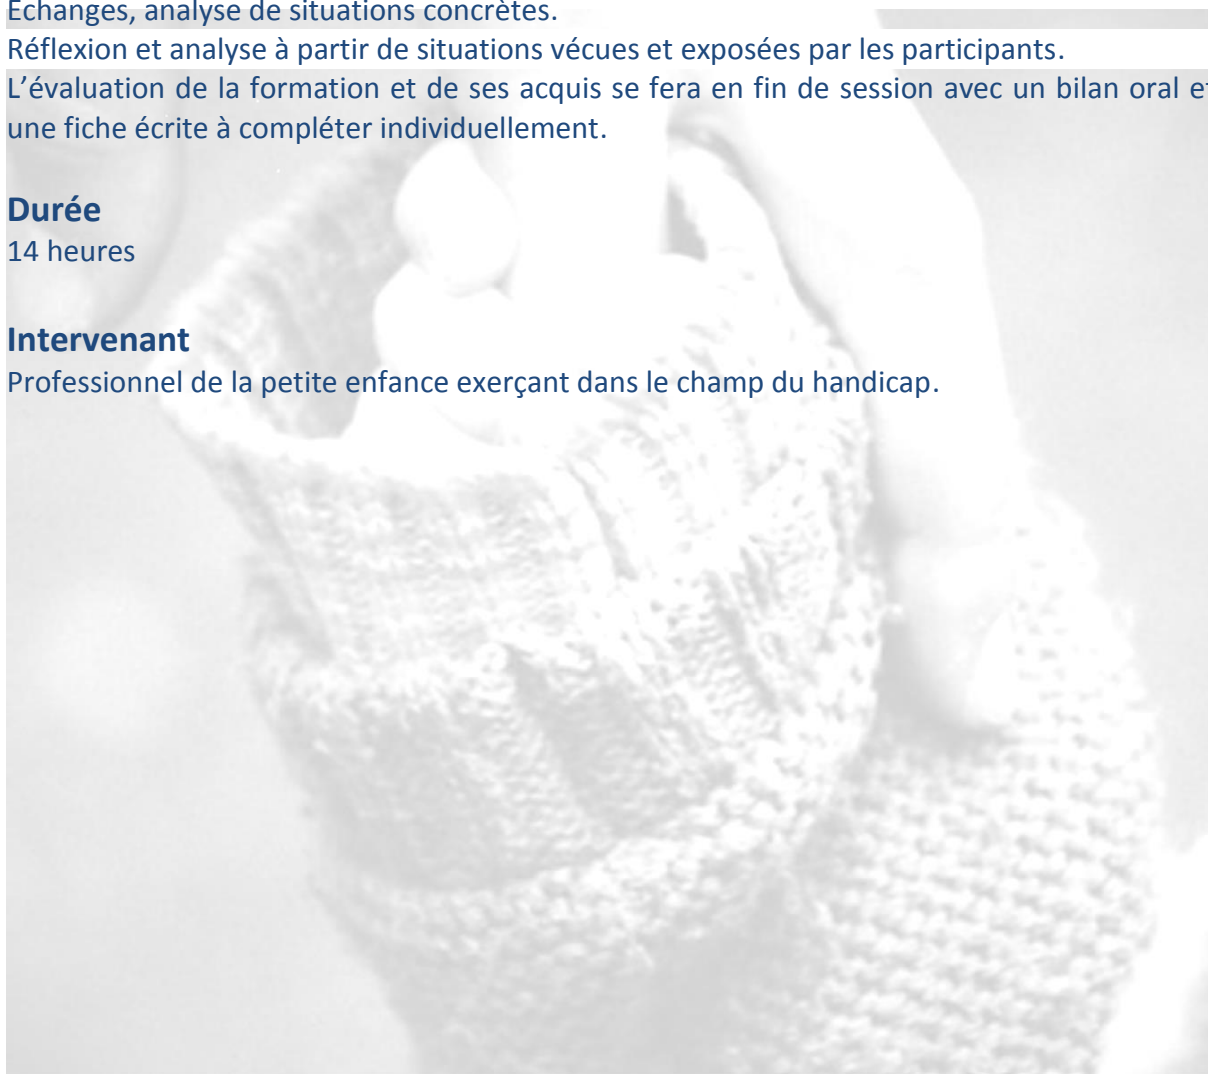 Echanges, analyse de situations concrètes.
Réflexion et analyse à partir de situations vécues et exposées par les participants.
L’évaluation de la formation et de ses acquis se fera en fin de session avec un bilan oral et
une fiche écrite à compléter individuellement.
Durée
14 heures
Intervenant
Professionnel de la petite enfance exerçant dans le champ du handicap.